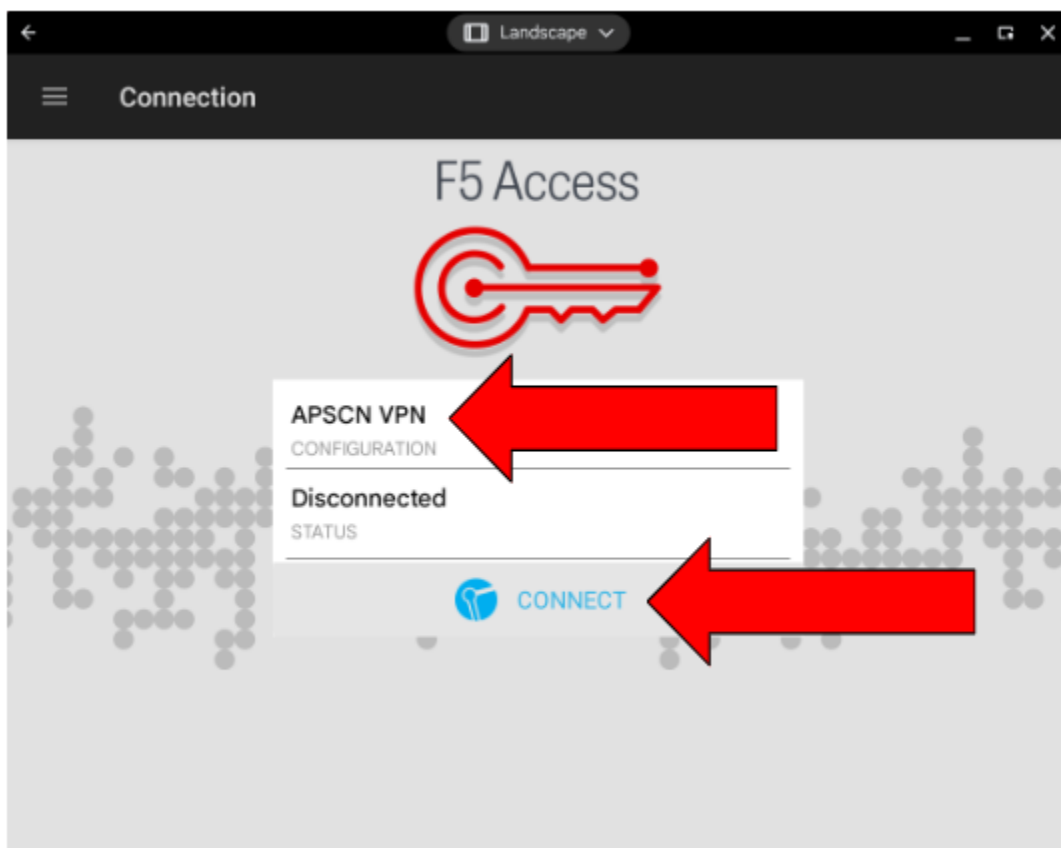 Landscape
Connection
F5 Access
APSCN VPN
CONFIGURATION
Disconnected
STATUS
CONNECT